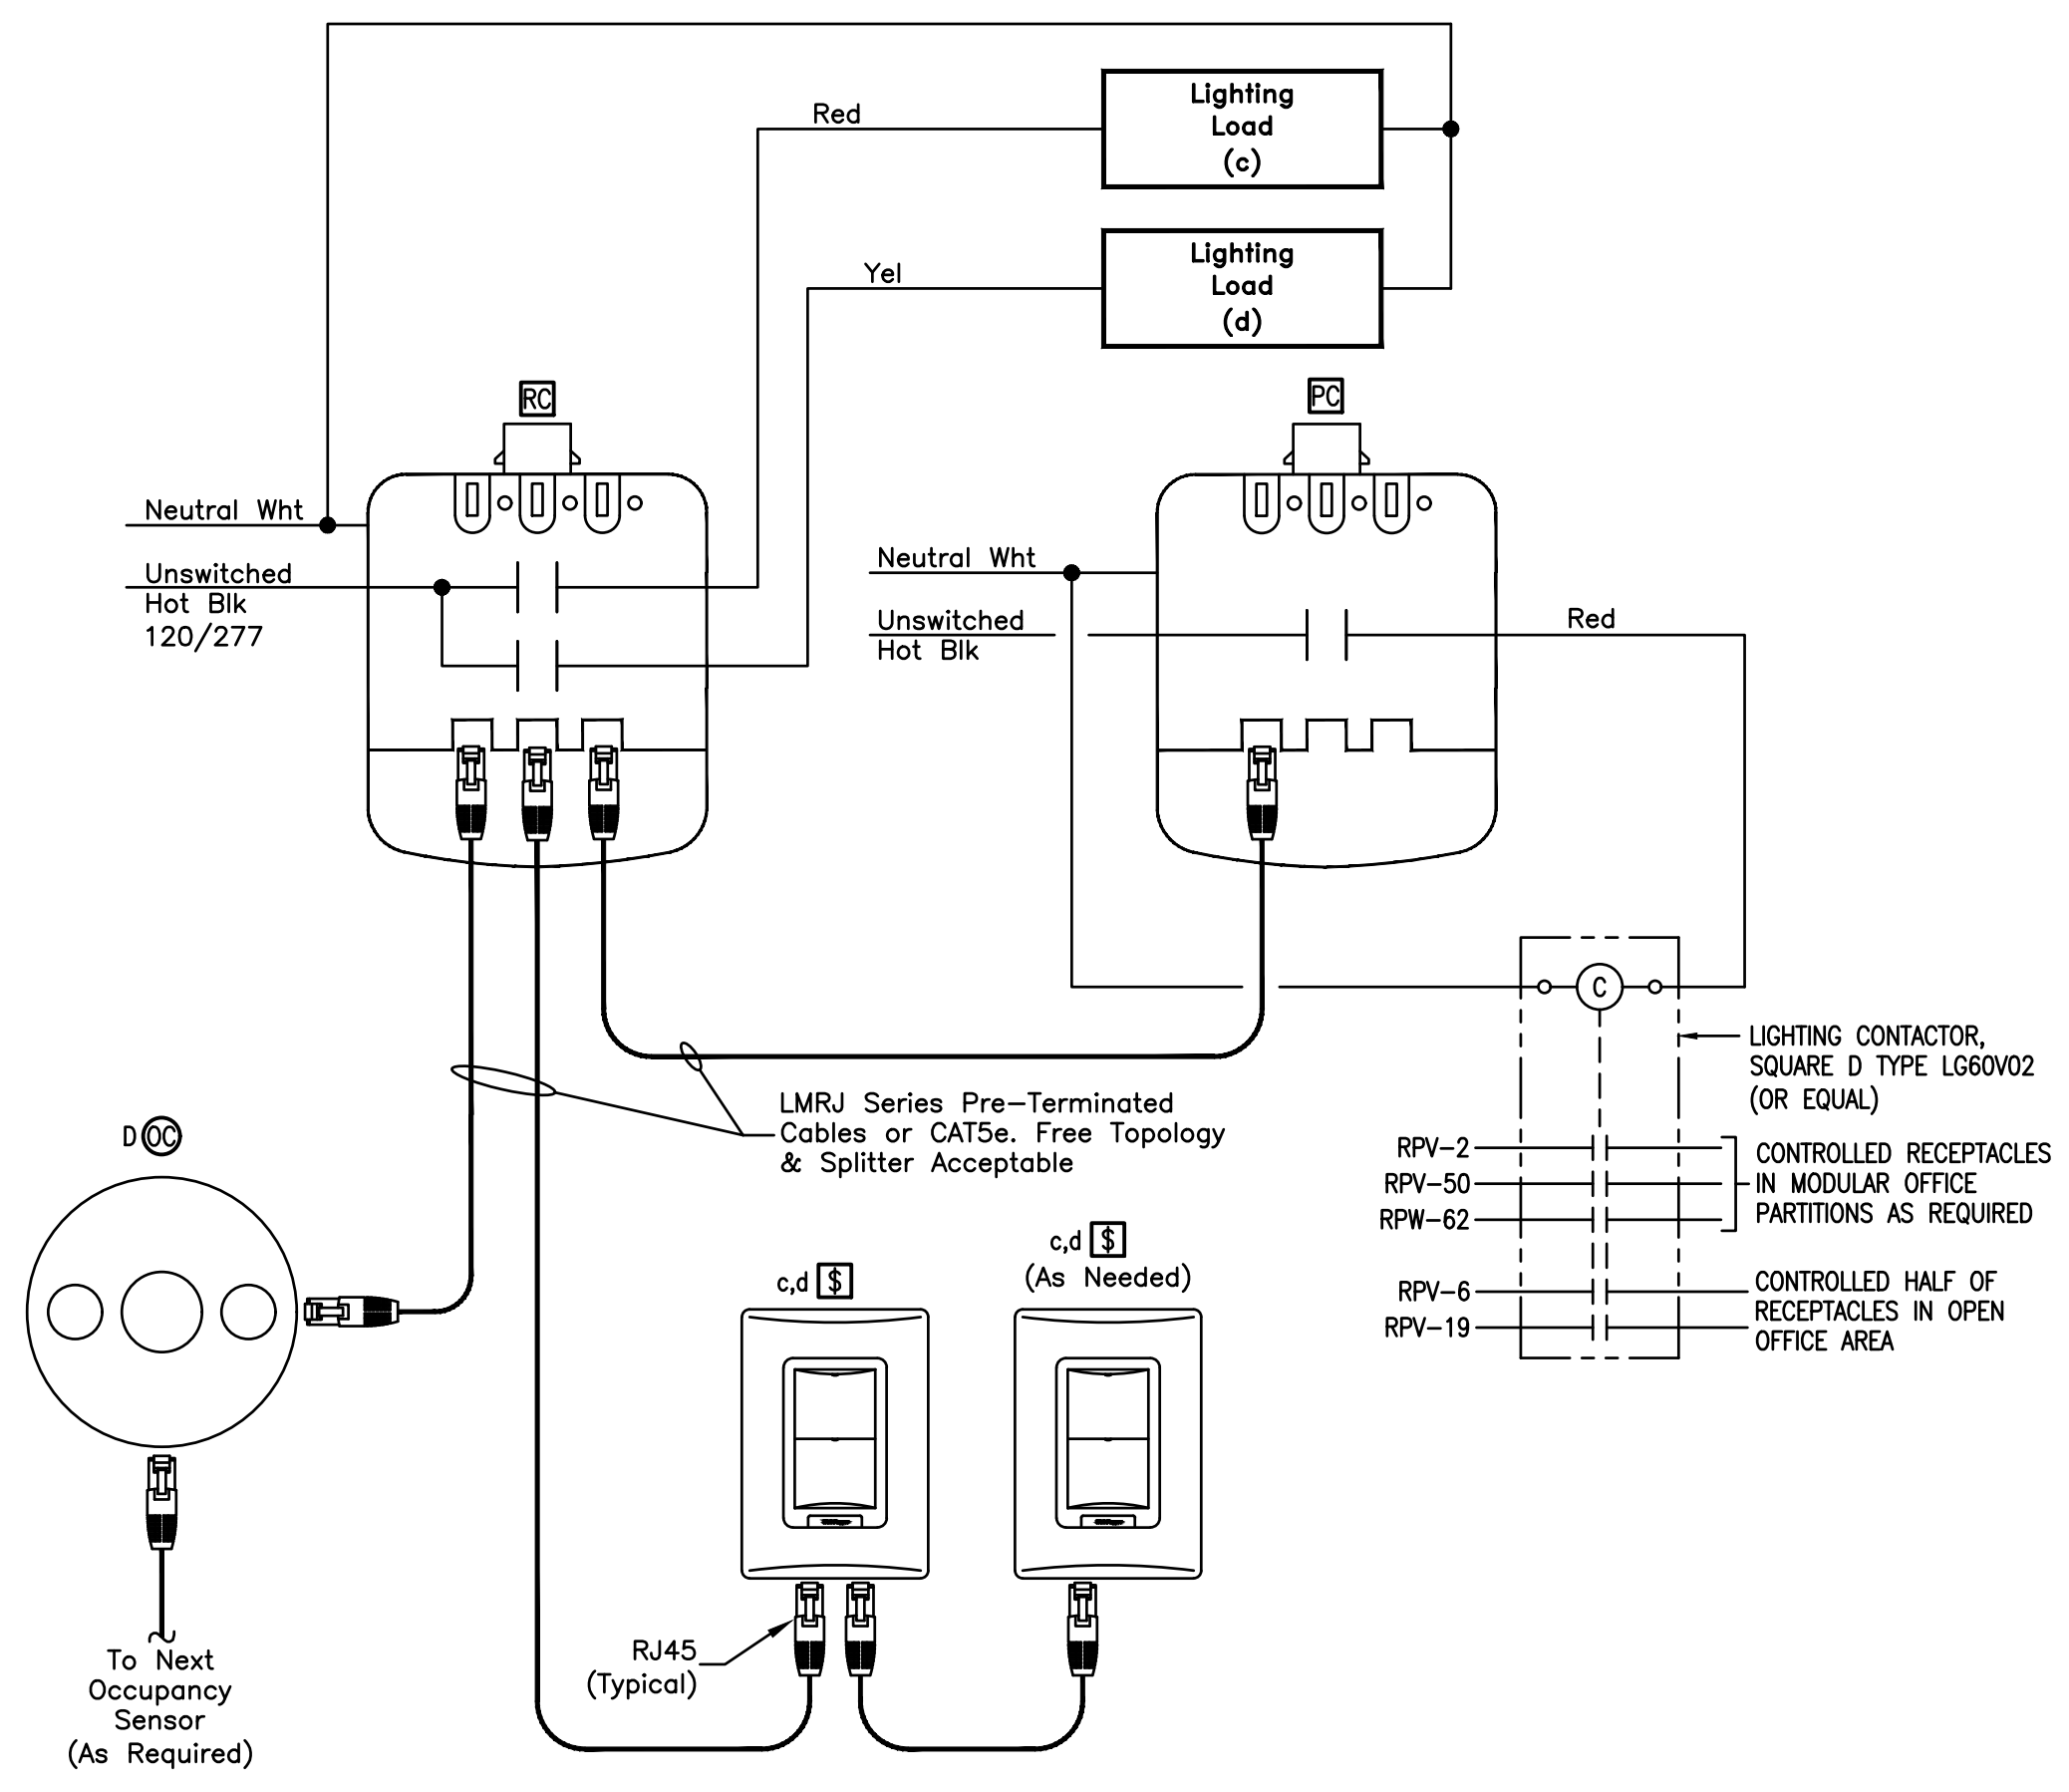 Red
Lighting
Load
(c)
Yel
Lighting
Load
(d)
RC
PC
Neutral Wht
Unswitched
Hot Blk
120/277
Neutral Wht
Unswitched
Hot Blk
Red
C
LIGHTING CONTACTOR,
SQUARE D TYPE LG60V02
(OR EQUAL)
LMRJ Series Pre-Terminated
Cables or CAT5e. Free Topology
& Splitter Acceptable
D OC
RPV-2
RPV-50
RPW-62
CONTROLLED RECEPTACLES
IN MODULAR OFFICE
PARTITIONS AS REQUIRED
RPV-6
RPV-19
CONTROLLED HALF OF
RECEPTACLES IN OPEN
OFFICE AREA
c,d $
c,d $
(As Needed)
RJ45
(Typical)
To Next
Occupancy
Sensor
(As Required)